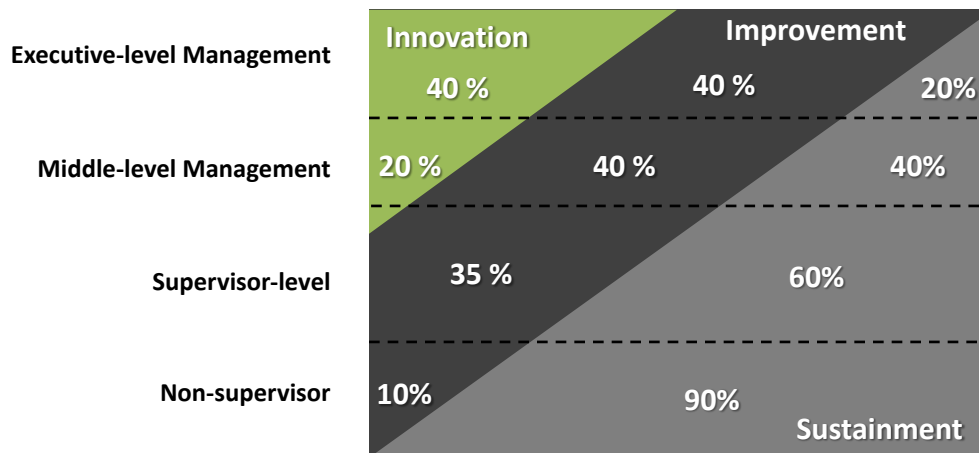 Innovation
Improvement
Executive-level Management
40 %
40 %
20%
Middle-level Management
20 %
40 %
40%
Supervisor-level
35 %
60%
Non-supervisor
10%
90%
Sustainment